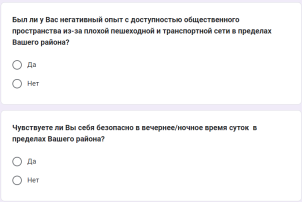 Был ли у Вас негативный опыт с доступностью общественного
пространства из-за плохой пешеходной и транспортной сети в пределах
Вашего района?
Да
Нет
Чувствуете ли Вы себя безопасно в вечернее/ночное время суток в
пределах Вашего района?
Да
Нет